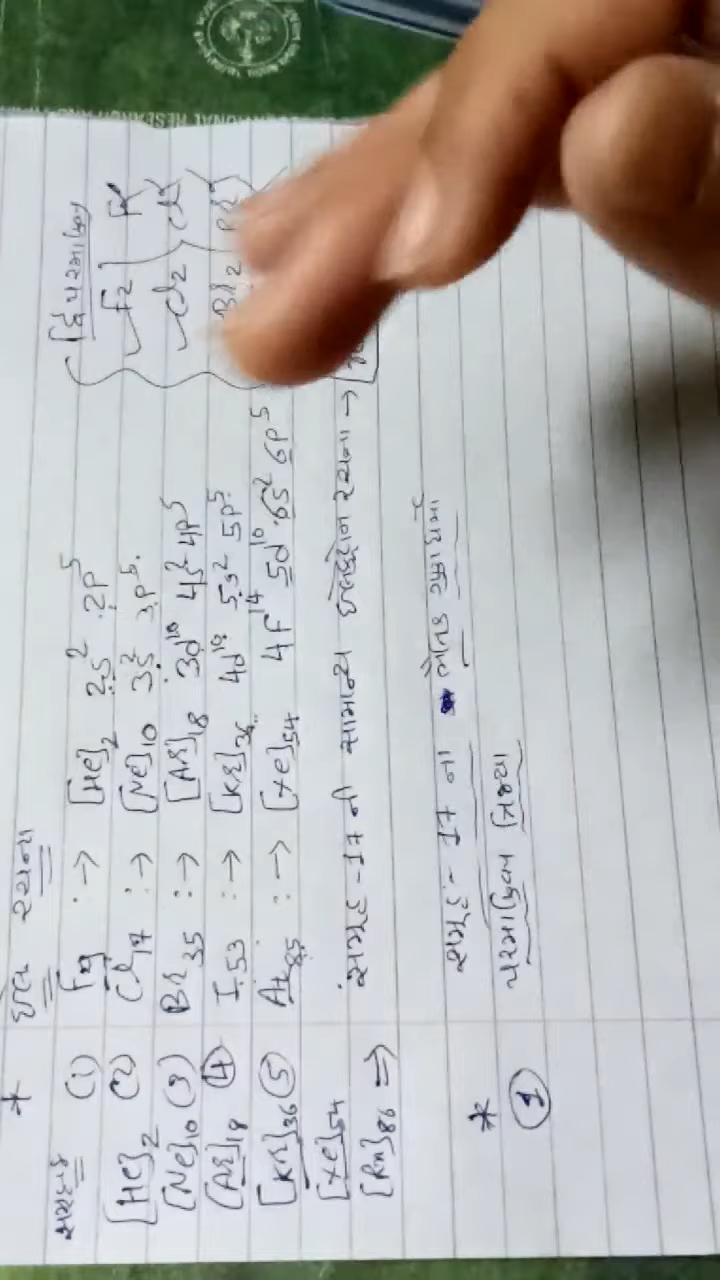 * ઇલે રચના
(1) F9 :→ [He]2 2s² 2p⁵
(2) Cl17 :→ [Ne]10 3s² 3p⁵
(3) Br35 :→ [Ar]18 3d¹⁰ 4s² 4p⁵
(4) I53 :→ [Kr]36 4d¹⁰ 5s² 5p⁵
(5) At85 :→ [Xe]54 4f¹⁴ 5d¹⁰ 6s² 6p⁵
સમૂહ-17 ની સામાન્ય ઇલેક્ટ્રોન રચના →
દ્વિપરમાણ્વીય
F2
Cl2
Br2
[He]2
[Ne]10
[Ar]18
[Kr]36
[Xe]54
[Rn]86 ⇒
* સમૂહ - 17 ના ભૌતિક ગુણધર્મો
(1) પરમાણ્વીય ત્રિજ્યા